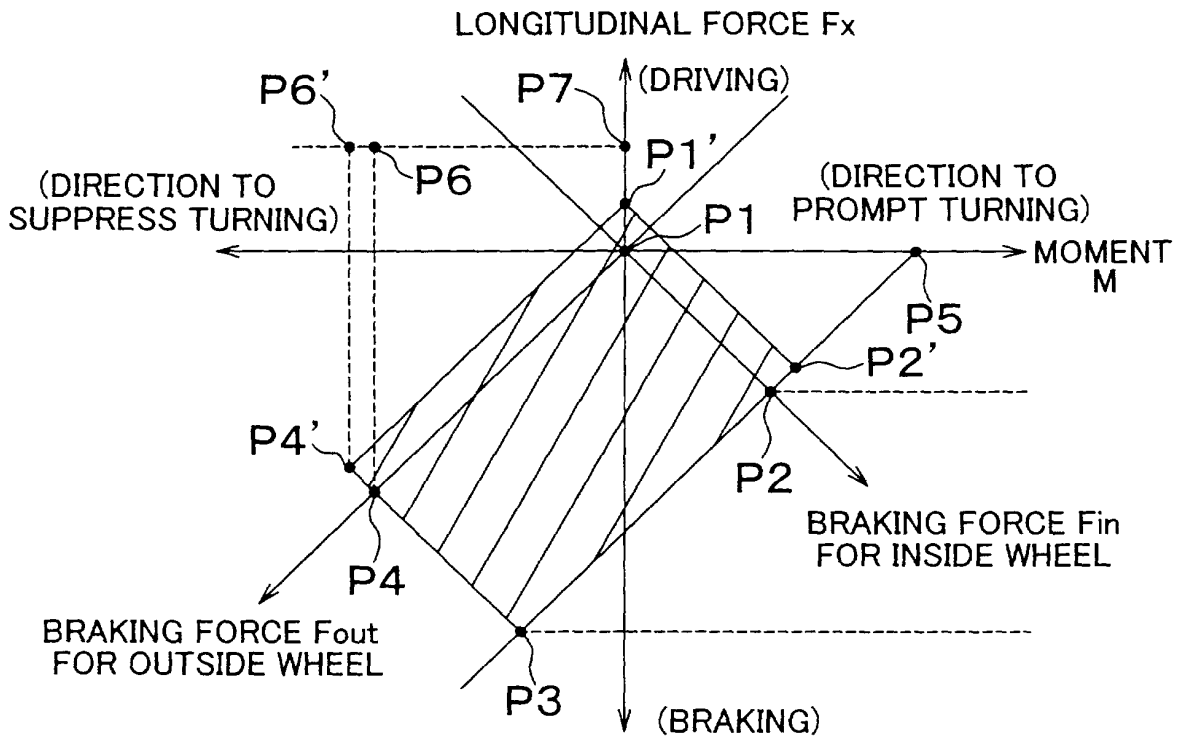 LONGITUDINAL FORCE Fx
(DRIVING)
P6'
P7
P1'
P6
(DIRECTION TO
SUPPRESS TURNING)
(DIRECTION TO
PROMPT TURNING)
P1
MOMENT
M
P5
P2'
P4'
P2
BRAKING FORCE Fin
FOR INSIDE WHEEL
P4
BRAKING FORCE Fout
FOR OUTSIDE WHEEL
P3
(BRAKING)